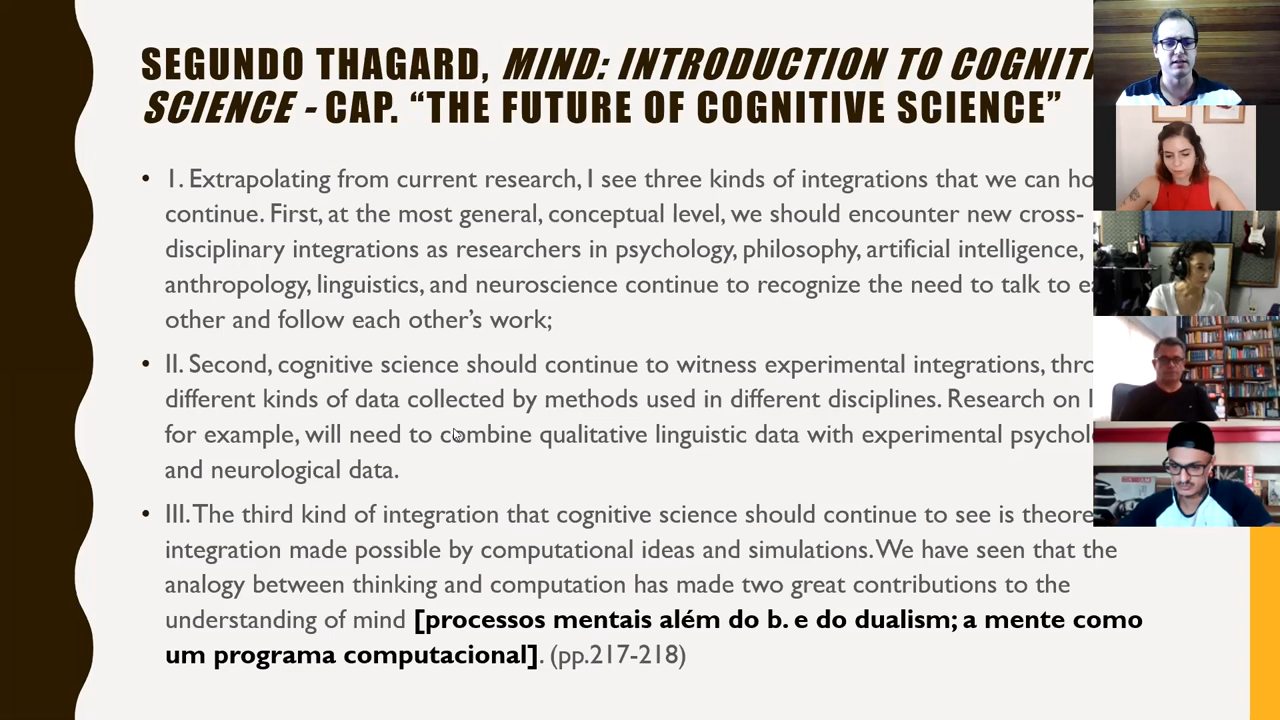 SEGUNDO THAGARD, MIND: INTRODUCTION TO
SCIENCE - CAP. “THE FUTURE OF COGNITIVE SCIENCE”
• I. Extrapolating from current research, I see three kinds of integrations that we can
continue. First, at the most general, conceptual level, we should encounter new cross-
disciplinary integrations as researchers in psychology, philosophy, artificial intelligence,
anthropology, linguistics, and neuroscience continue to recognize the need to talk to
other and follow each other’s work;
• II. Second, cognitive science should continue to witness experimental integrations,
different kinds of data collected by methods used in different disciplines. Research on
for example, will need to combine qualitative linguistic data with experimental
and neurological data.
• III. The third kind of integration that cognitive science should continue to see is
integration made possible by computational ideas and simulations. We have seen that the
analogy between thinking and computation has made two great contributions to the
understanding of mind [processos mentais além do b. e do dualism; a mente como
um programa computacional]. (pp.217-218)